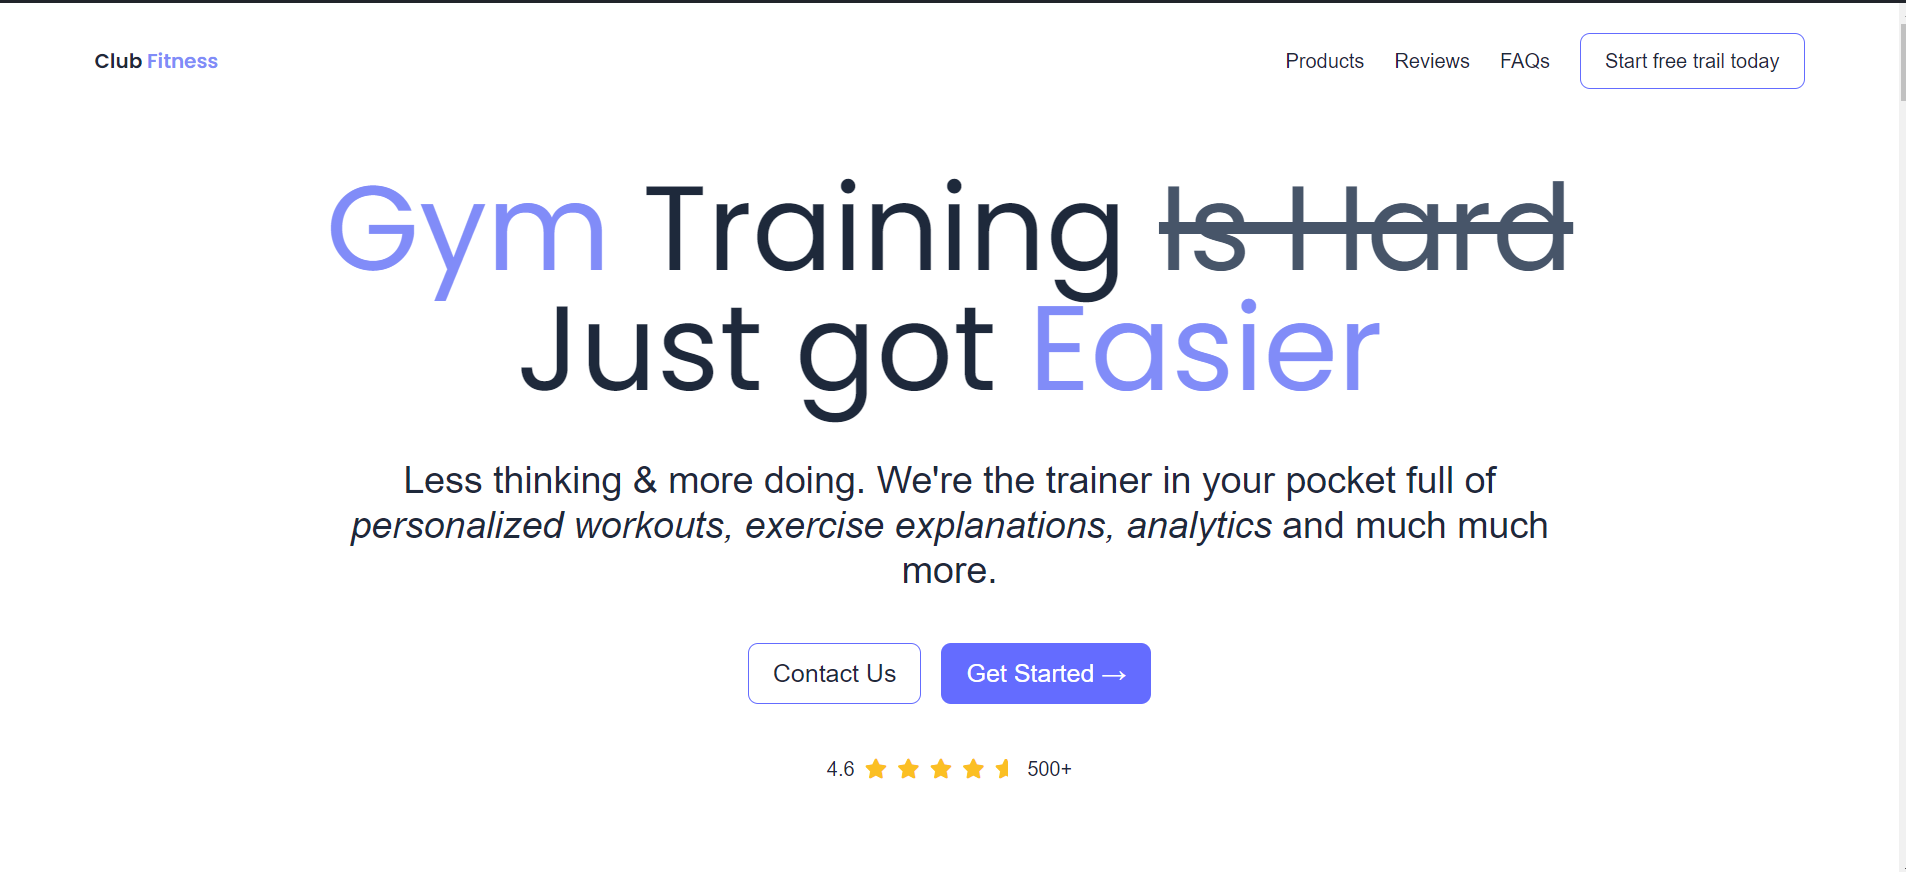 Club Fitness
Products
Reviews
FAQs
Start free trail today
Gym Training Is Hard
Just got Easier
Less thinking & more doing. We're the trainer in your pocket full of
personalized workouts, exercise explanations, analytics and much much
more.
Contact Us
Get Started →
4.6
500+